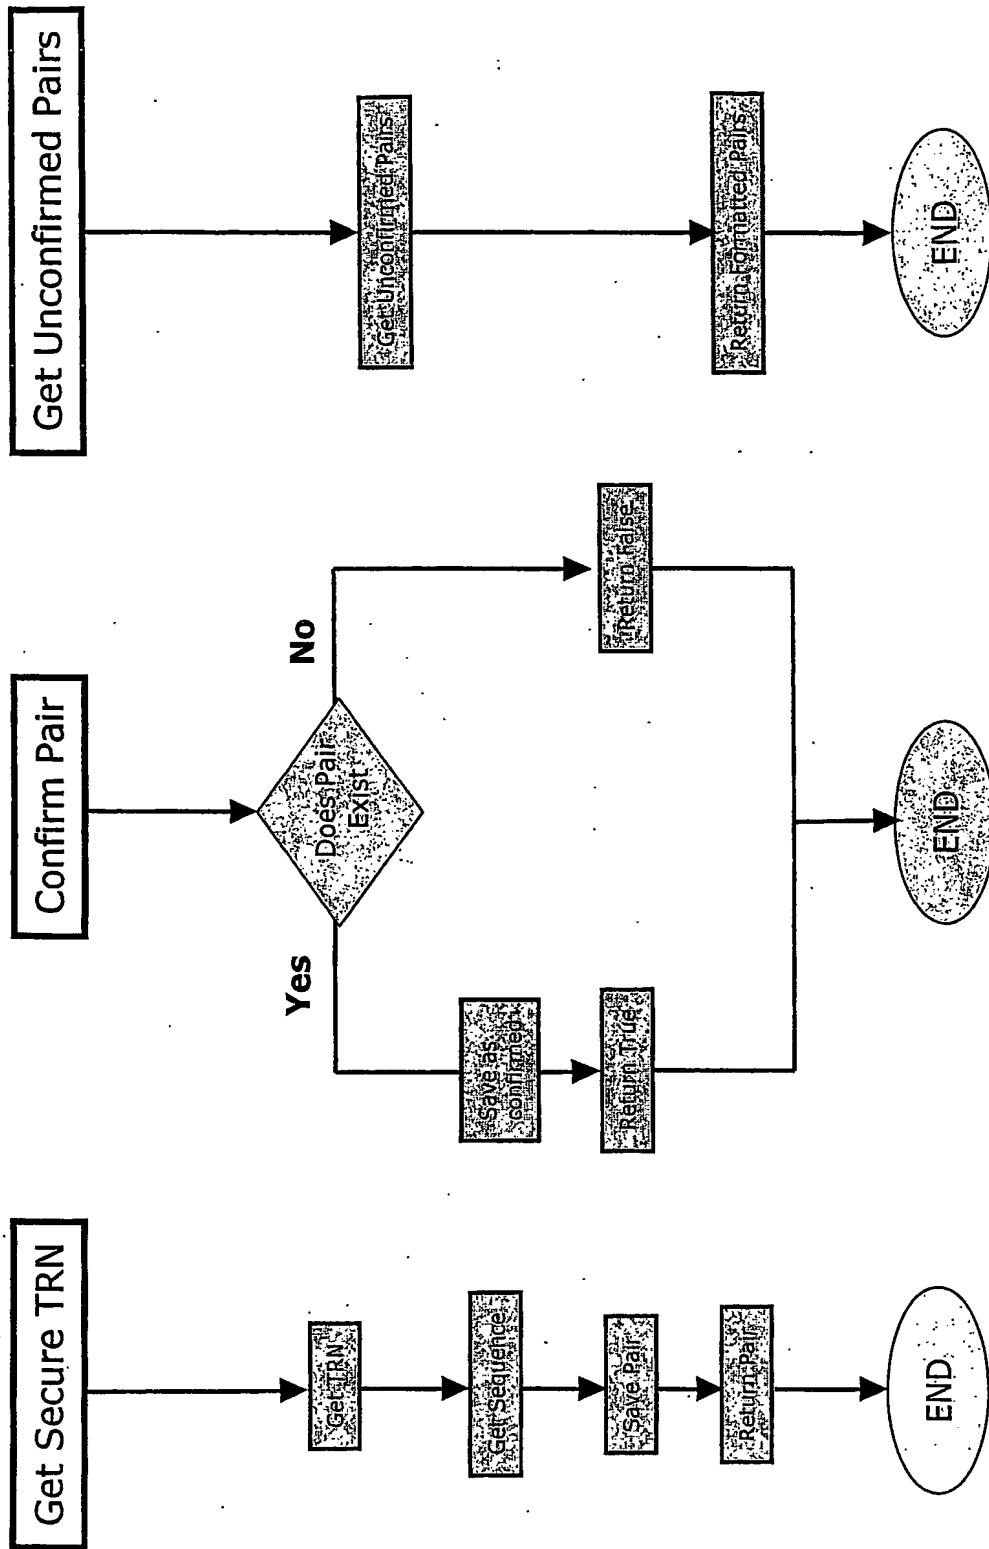 Get Secure TRN
Get TRN
Get Sequence
Save Pair
Return Pair
END
Confirm Pair
Does Pair
Exist
Yes
No
Save as
confirmed
Return True
Return False
END
Get Unconfirmed Pairs
Get Unconfirmed Pairs
Return Formatted Pairs
END